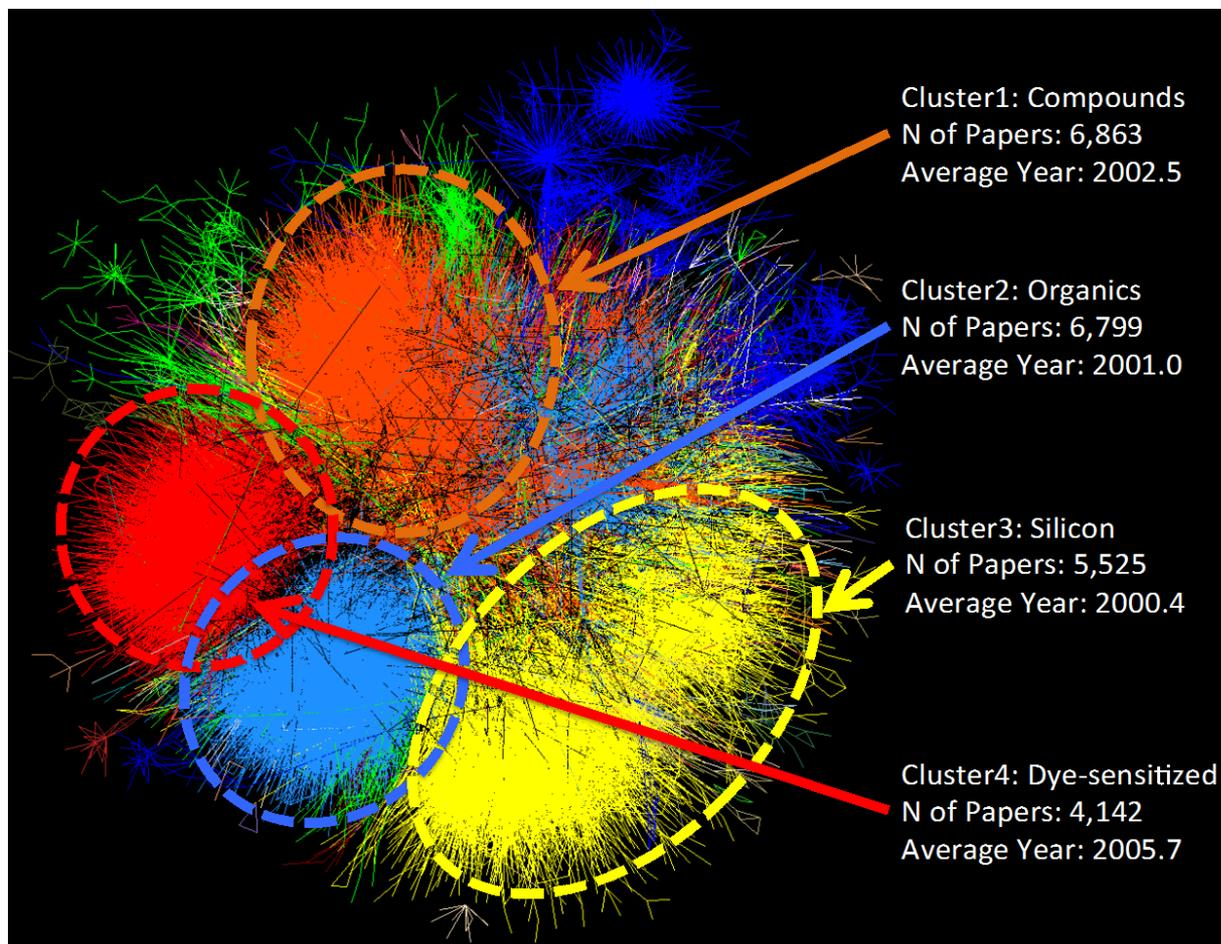 Cluster1: Compounds
N of Papers: 6,863
Average Year: 2002.5
Cluster2: Organics
N of Papers: 6,799
Average Year: 2001.0
Cluster3: Silicon
N of Papers: 5,525
Average Year: 2000.4
Cluster4: Dye-sensitized
N of Papers: 4,142
Average Year: 2005.7